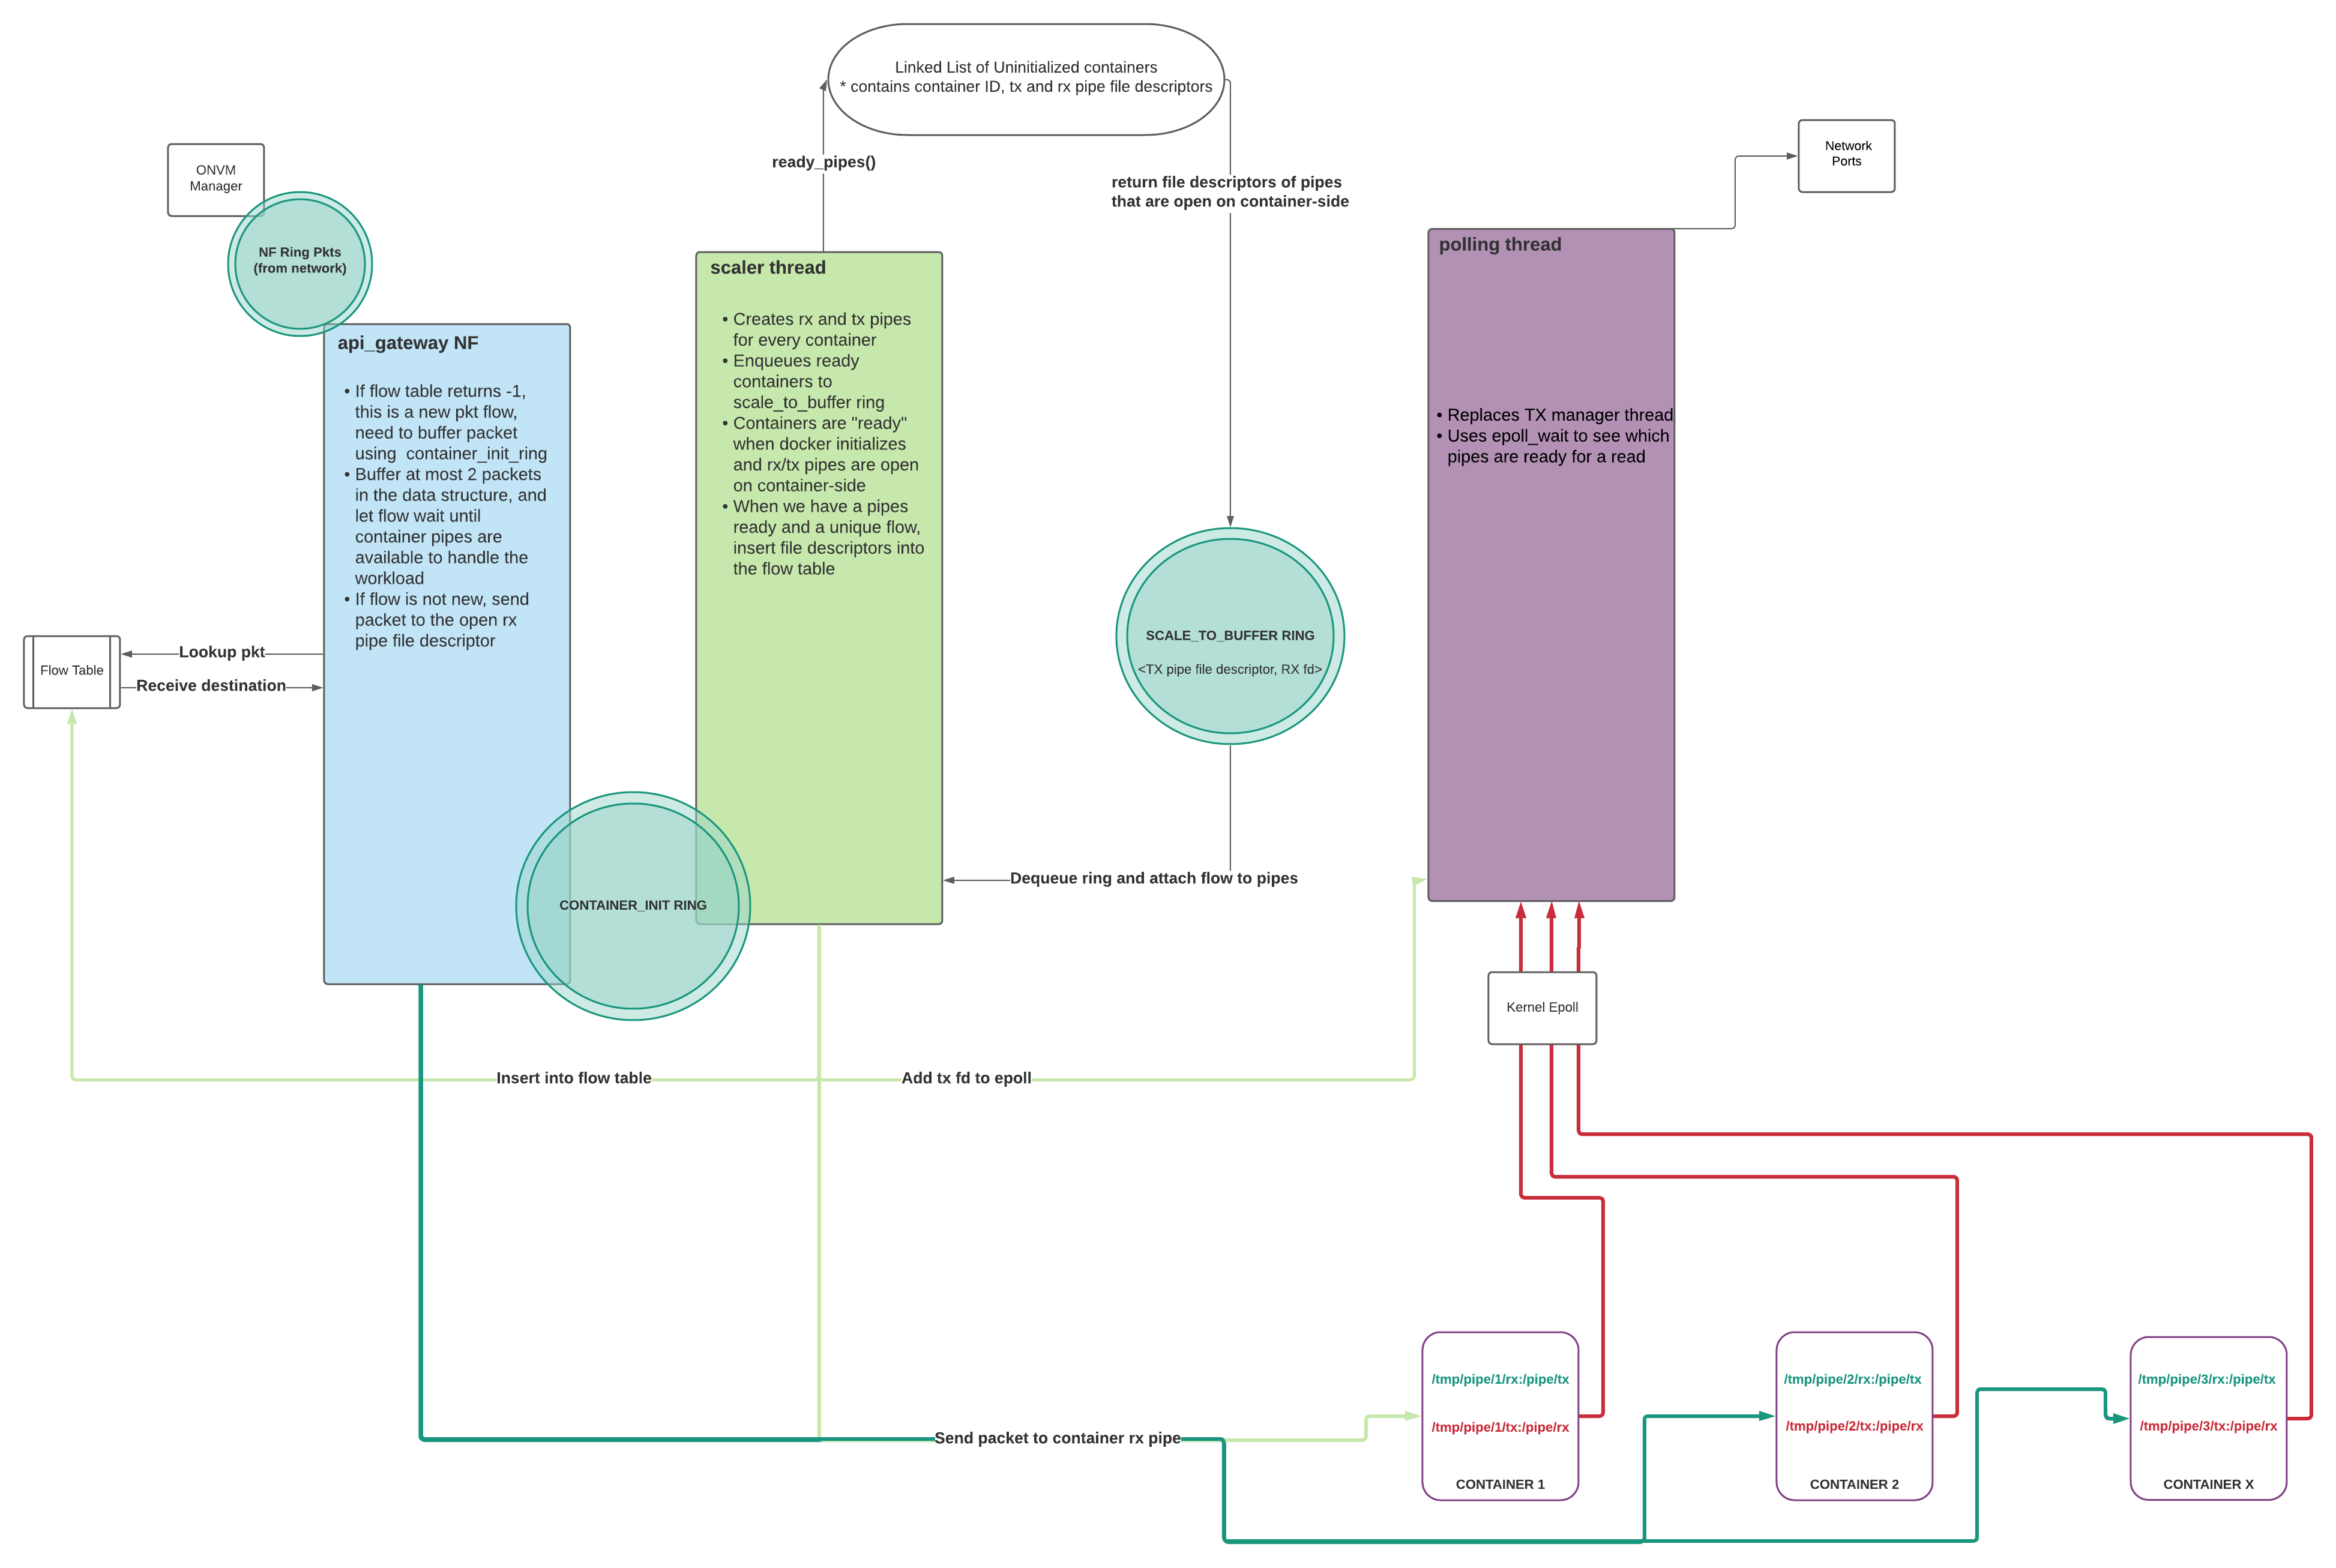 Linked List of Uninitialized containers
* contains container ID, tx and rx pipe file descriptors
ONVM
Manager
NF Ring Pkts
(from network)
ready_pipes()
return file descriptors of pipes
that are open on container-side
Network
Ports
api_gateway NF
• If flow table returns -1,
this is a new pkt flow,
need to buffer packet
using  container_init_ring
• Buffer at most 2 packets
in the data structure, and
let flow wait until
container pipes are
available to handle the
workload
• If flow is not new, send
packet to the open rx
pipe file descriptor
scaler thread
• Creates rx and tx pipes
for every container
• Enqueues ready
containers to
scale_to_buffer ring
• Containers are "ready"
when docker initializes
and rx/tx pipes are open
on container-side
• When we have a pipes
ready and a unique flow,
insert file descriptors into
the flow table
polling thread
• Replaces TX manager thread
• Uses epoll_wait to see which
pipes are ready for a read
Flow Table
Lookup pkt
Receive destination
SCALE_TO_BUFFER RING
<TX pipe file descriptor, RX fd>
CONTAINER_INIT RING
Dequeue ring and attach flow to pipes
Kernel Epoll
Insert into flow table
Add tx fd to epoll
Send packet to container rx pipe
/tmp/pipe/1/rx:/pipe/tx
/tmp/pipe/1/tx:/pipe/rx
CONTAINER 1
/tmp/pipe/2/rx:/pipe/tx
/tmp/pipe/2/tx:/pipe/rx
CONTAINER 2
/tmp/pipe/3/rx:/pipe/tx
/tmp/pipe/3/tx:/pipe/rx
CONTAINER X